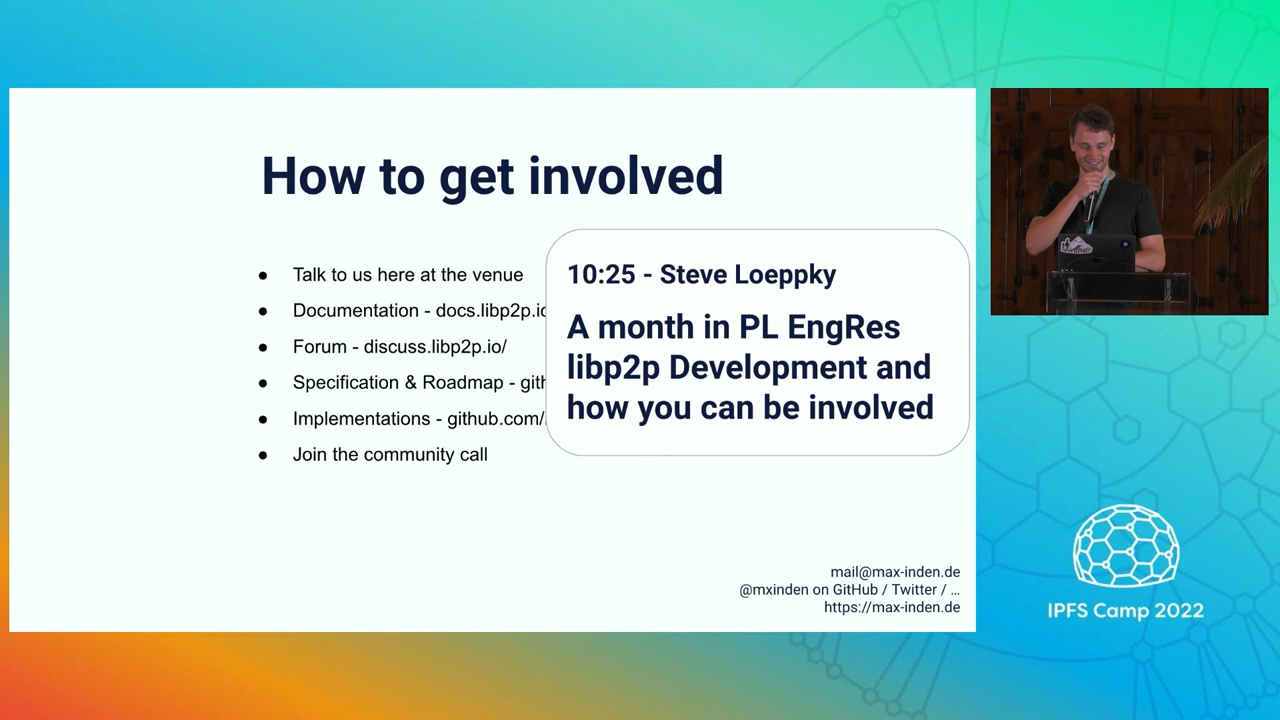 How to get involved
● Talk to us here at the venue
● Documentation - docs.libp2p.io
● Forum - discuss.libp2p.io/
● Specification & Roadmap - gith
● Implementations - github.com/
● Join the community call
10:25 - Steve Loeppky
A month in PL EngRes
libp2p Development and
how you can be involved
mail@max-inden.de
@mxinden on GitHub / Twitter / …
https://max-inden.de
IPFS Camp 2022